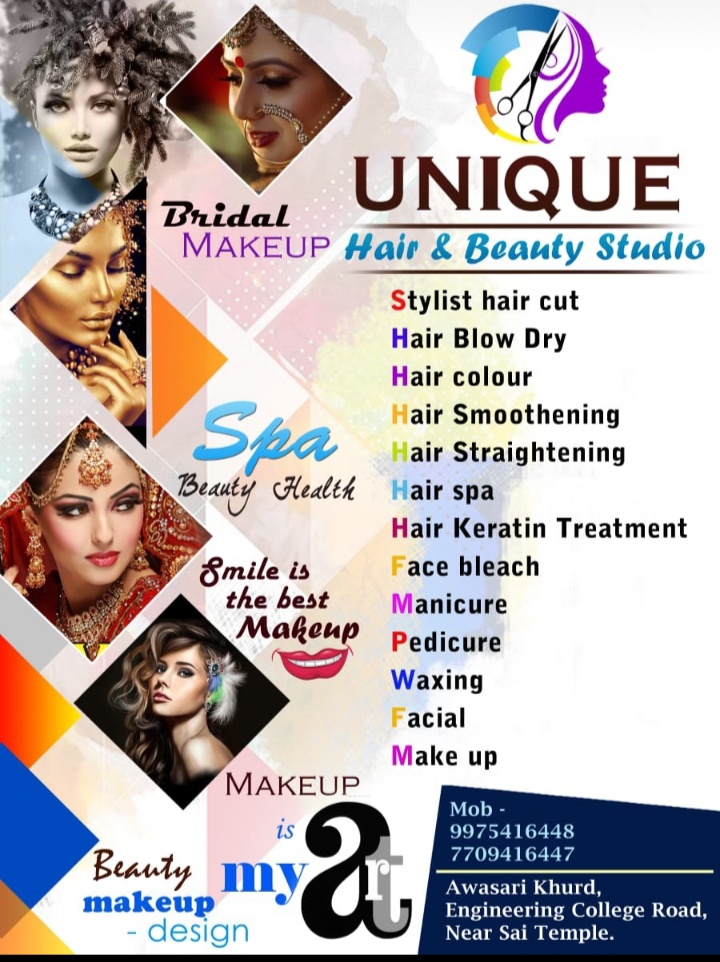 UNIQUE
Hair & Beauty Studio
Bridal
MAKEUP
Stylist hair cut
Hair Blow Dry
Hair colour
Hair Smoothening
Hair Straightening
Hair spa
Hair Keratin Treatment
Face bleach
Manicure
Pedicure
Waxing
Facial
Make up
Spa
Beauty Health
Smile is
the best
Makeup
MAKEUP
is
my art
Beauty
makeup
- design
Mob -
9975416448
7709416447
Awasari Khurd,
Engineering College Road,
Near Sai Temple.